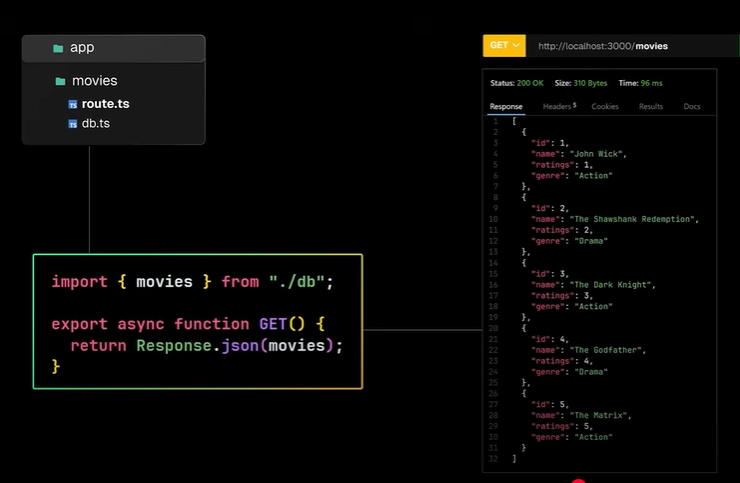 app
movies
TS route.ts
TS db.ts
import { movies } from "./db";
export async function GET() {
return Response.json(movies);
}
GET http://localhost:3000/movies
Status: 200 OK Size: 310 Bytes Time: 96 ms
Response Headers 5 Cookies Results Docs
1 [
2 {
3 "id": 1,
4 "name": "John Wick",
5 "ratings": 1,
6 "genre": "Action"
7 },
8 {
9 "id": 2,
10 "name": "The Shawshank Redemption",
11 "ratings": 2,
12 "genre": "Drama"
13 },
14 {
15 "id": 3,
16 "name": "The Dark Knight",
17 "ratings": 3,
18 "genre": "Action"
19 },
20 {
21 "id": 4,
22 "name": "The Godfather",
23 "ratings": 4,
24 "genre": "Drama"
25 },
26 {
27 "id": 5,
28 "name": "The Matrix",
29 "ratings": 5,
30 "genre": "Action"
31 }
32 ]